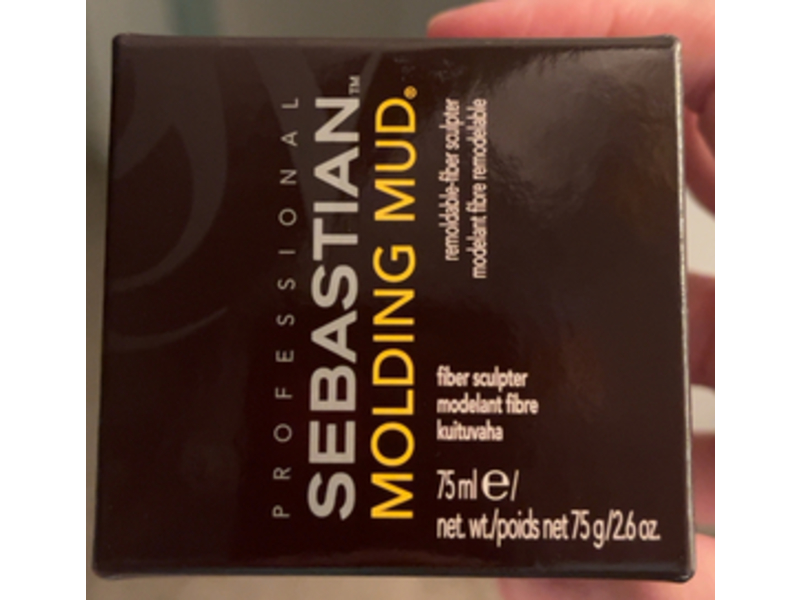 PROFESSIONAL
SEBASTIAN™
MOLDING MUD®
remoldable-fiber sculpter
modelant fibre remodelable
fiber sculpter
modelant fibre
kuituvaha
75 ml ℮/
net. wt./poids net 75 g/2.6 oz.